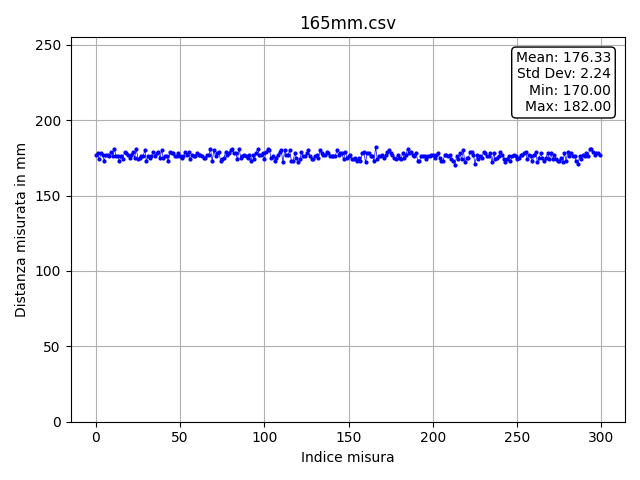 165mm.csv
Mean: 176.33
Std Dev: 2.24
Min: 170.00
Max: 182.00
Distanza misurata in mm
250
200
150
100
50
0
0 50 100 150 200 250 300
Indice misura